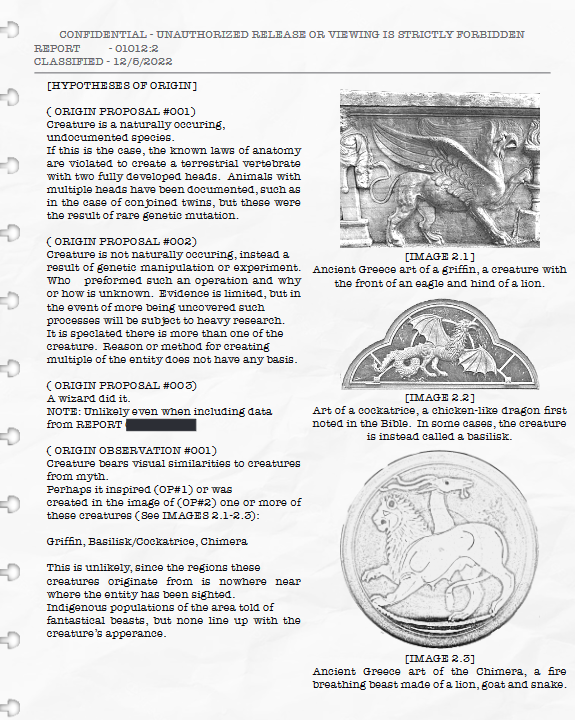 CONFIDENTIAL - UNAUTHORIZED RELEASE OR VIEWING IS STRICTLY FORBIDDEN
REPORT - 01012:2
CLASSIFIED - 12/6/2022
[HYPOTHESES OF ORIGIN]
( ORIGIN PROPOSAL #001)
Creature is a naturally occuring,
undocumented species.
If this is the case, the known laws of anatomy
are violated to create a terrestrial vertebrate
with two fully developed heads. Animals with
multiple heads have been documented, such as
in the case of conjoined twins, but these were
the result of rare genetic mutation.
( ORIGIN PROPOSAL #002)
Creature is not naturally occuring, instead a
result of genetic manipulation or experiment.
Who preformed such an operation and why
or how is unknown. Evidence is limited, but in
the event of more being uncovered such
processes will be subject to heavy research.
It is speclated there is more than one of the
creature. Reason or method for creating
multiple of the entity does not have any basis.
( ORIGIN PROPOSAL #003)
A wizard did it.
NOTE: Unlikely even when including data
from REPORT
( ORIGIN OBSERVATION #001)
Creature bears visual similarities to creatures
from myth.
Perhaps it inspired (OP#1) or was
created in the image of (OP#2) one or more of
these creatures (See IMAGES 2.1-2.3):
Griffin, Basilisk/Cockatrice, Chimera
This is unlikely, since the regions these
creatures originate from is nowhere near
where the entity has been sighted.
Indigenous populations of the area told of
fantastical beasts, but none line up with the
creature's apperance.
[IMAGE 2.1]
Ancient Greece art of a griffin, a creature with
the front of an eagle and hind of a lion.
[IMAGE 2.2]
Art of a cockatrice, a chicken-like dragon first
noted in the Bible. In some cases, the creature
is instead called a basilisk.
[IMAGE 2.3]
Ancient Greece art of the Chimera, a fire
breathing beast made of a lion, goat and snake.